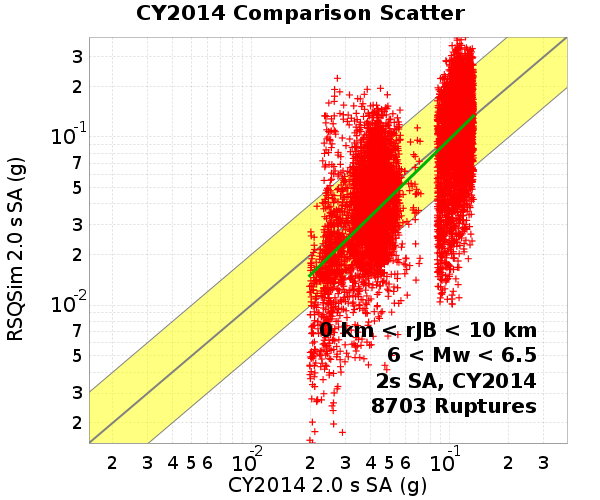 CY2014 Comparison Scatter
RSQSim 2.0 s SA (g)
3
2
10^-1
7
5
3
2
10^-2
7
5
3
2
0 km < rJB < 10 km
6 < Mw < 6.5
2s SA, CY2014
8703 Ruptures
2 3 4 5 6 10^-2 2 3 4 5 6 10^-1 2 3
CY2014 2.0 s SA (g)